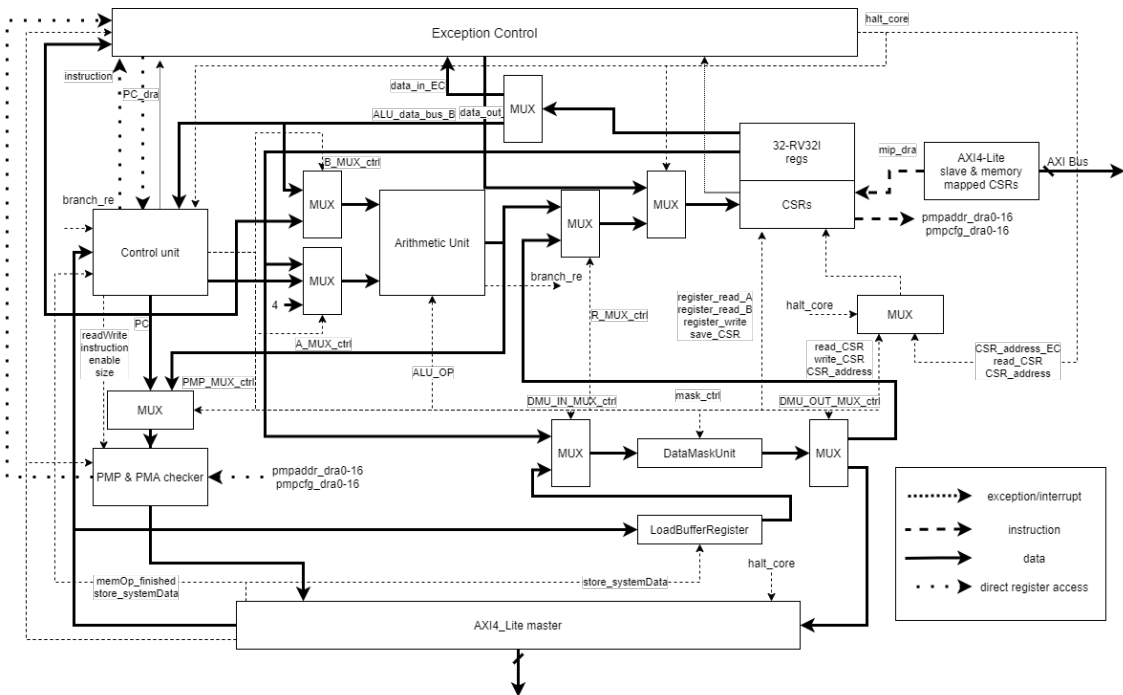 halt_core
Exception Control
instruction
PC_dra
data_in_EC
MUX
data_out_
ALU_data_bus_B
32-RV32I
regs
mip_dra
AXI4-Lite
slave & memory
mapped CSRs
AXI Bus
B_MUX_ctrl
MUX
MUX
CSRs
pmpaddr_dra0-16
pmpcfg_dra0-16
branch_re
Control unit
Arithmetic Unit
MUX
MUX
branch_re
4
register_read_A
register_read_B
register_write
save_CSR
halt_core
MUX
PC
readWrite
instruction
enable
size
A_MUX_ctrl
R_MUX_ctrl
read_CSR
write_CSR
CSR_address
CSR_address_EC
read_CSR
CSR_address
PMP_MUX_ctrl
ALU_OP
MUX
DMU_IN_MUX_ctrl
mask_ctrl
DMU_OUT_MUX_ctrl
MUX
DataMaskUnit
MUX
PMP & PMA checker
pmpaddr_dra0-16
pmpcfg_dra0-16
LoadBufferRegister
exception/interrupt
instruction
data
direct register access
memOp_finished
store_systemData
store_systemData
halt_core
AXI4_Lite master